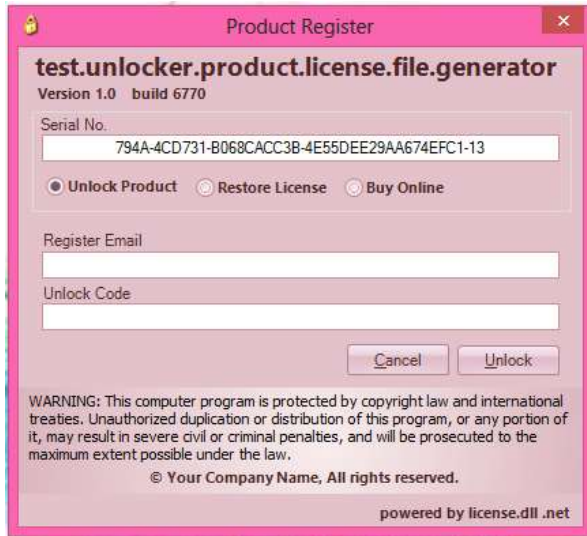 Product Register
test.unlocker.product.license.file.generator
Version 1.0 build 6770
Serial No.
794A-4CD731-B068CACC3B-4E55DEE29AA674EFC1-13
Unlock Product Restore License Buy Online
Register Email
Unlock Code
Cancel Unlock
WARNING: This computer program is protected by copyright law and international
treaties. Unauthorized duplication or distribution of this program, or any portion of
it, may result in severe civil or criminal penalties, and will be prosecuted to the
maximum extent possible under the law.
© Your Company Name, All rights reserved.
powered by license.dll .net